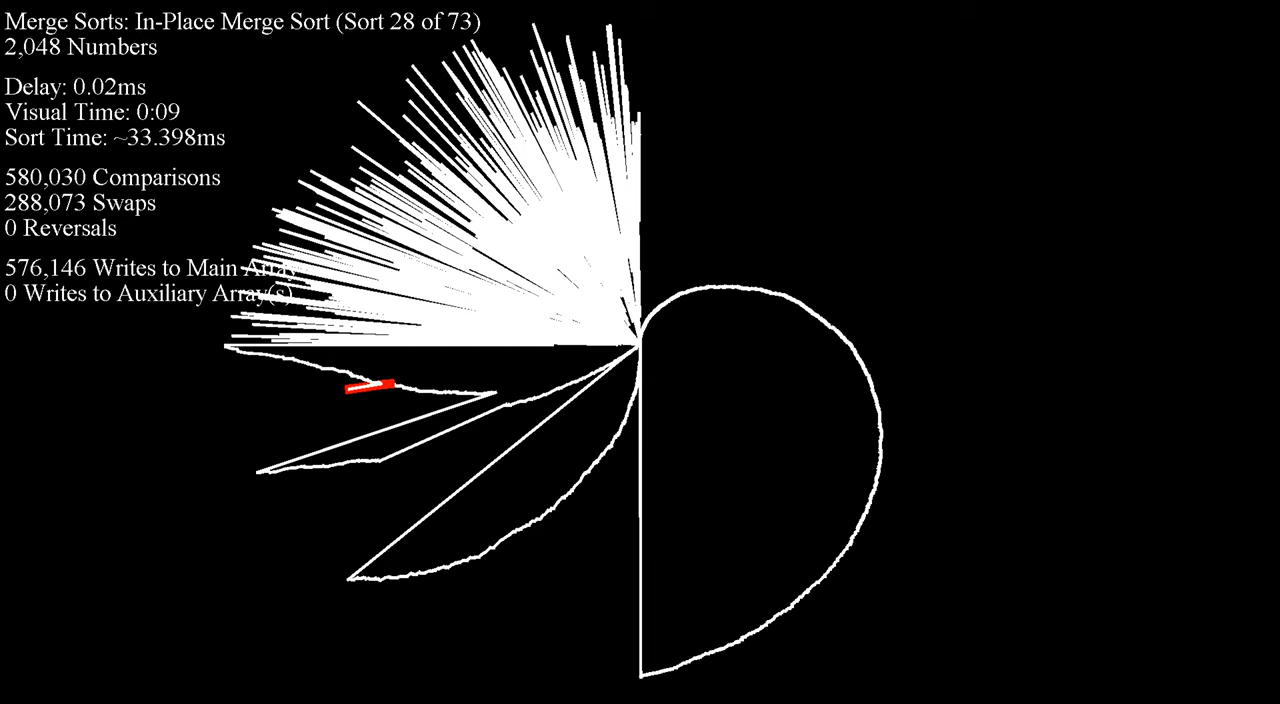 Merge Sorts: In-Place Merge Sort (Sort 28 of 73)
2,048 Numbers
Delay: 0.02ms
Visual Time: 0:09
Sort Time: ~33.398ms
580,030 Comparisons
288,073 Swaps
0 Reversals
576,146 Writes to Main Array
0 Writes to Auxiliary Array(s)